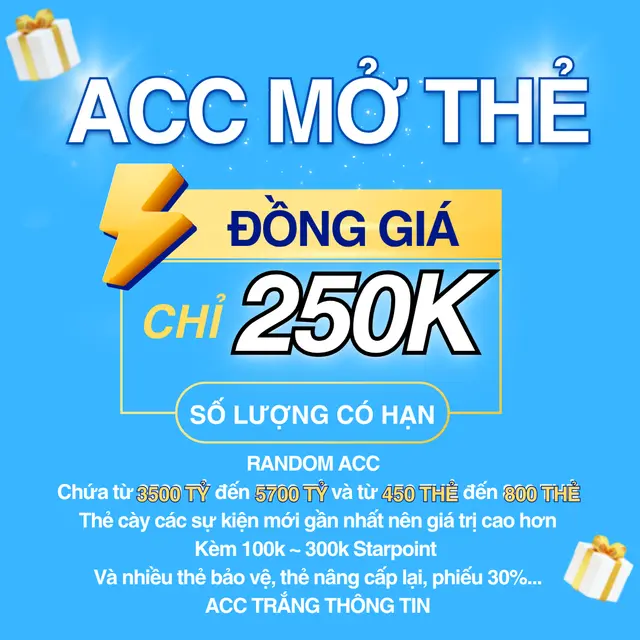 ACC MỞ THẺ
ĐỒNG GIÁ
CHỈ 250K
SỐ LƯỢNG CÓ HẠN
RANDOM ACC
Chứa từ 3500 TỶ đến 5700 TỶ và từ 450 THẺ đến 800 THẺ
Thẻ cày các sự kiện mới gần nhất nên giá trị cao hơn
Kèm 100k ~ 300k Starpoint
Và nhiều thẻ bảo vệ, thẻ nâng cấp lại, phiếu 30%...
ACC TRẮNG THÔNG TIN